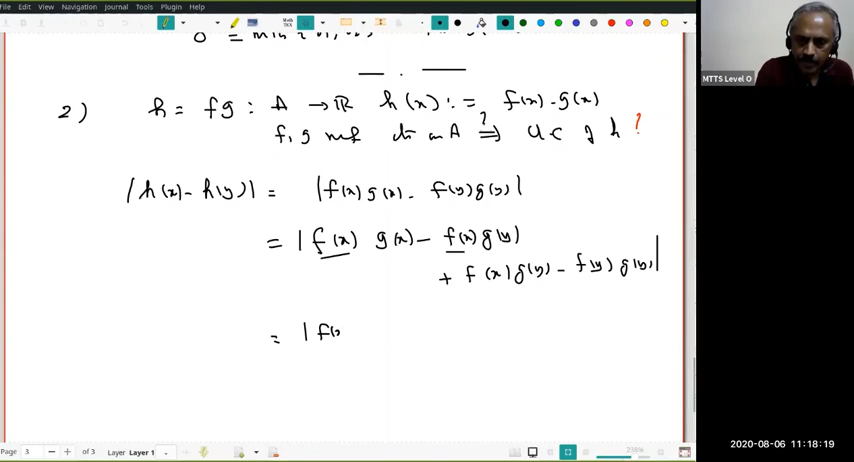 File Edit View Navigation Journal Tools Plugin Help
2) h = fg : A → ℝ h(x) := f(x) - g(x)
f, g unif cts on A ?⟹ UC of h ?
|h(x) - h(y)| = |f(x)g(x) - f(y)g(y)|
= |f(x) g(x) - f(x)g(y)
+ f(x)g(y) - f(y)g(y)|
= |f(x
MTTS Level O
2020-08-06 11:18:19
Page 3 of 3 Layer Layer 1
238%